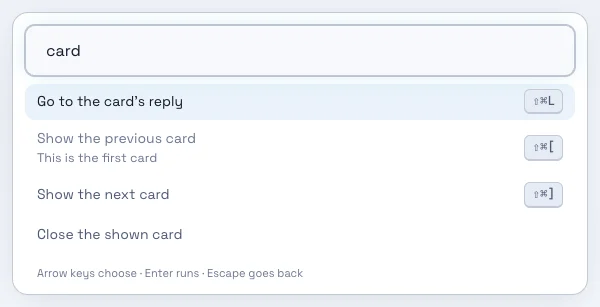 card
Go to the card's reply ⇧⌘L
Show the previous card ⇧⌘[
This is the first card
Show the next card ⇧⌘]
Close the shown card
Arrow keys choose · Enter runs · Escape goes back